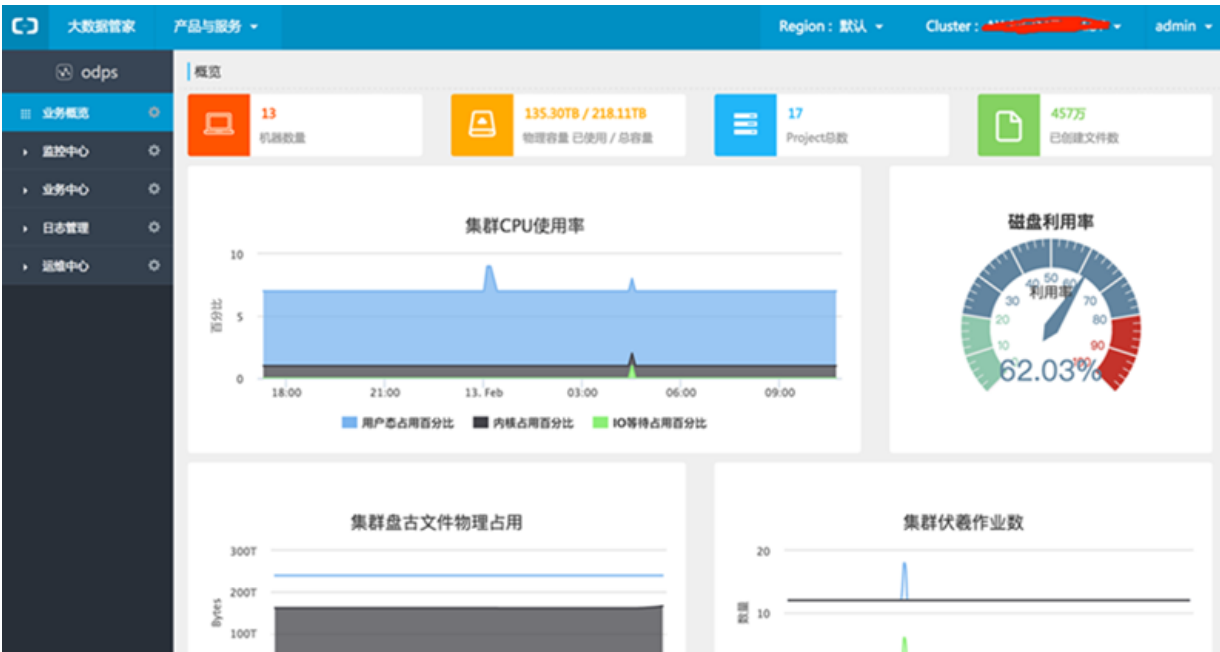 大数据管家 产品与服务 Region : 默认 Cluster : admin
odps
概览
业务概览
监控中心
业务中心
日志管理
运维中心
13
机器数量
135.30TB / 218.11TB
物理容量 已使用 / 总容量
17
Project总数
457万
已创建文件数
集群CPU使用率
10
5
0
百分比
18:00 21:00 13. Feb 03:00 06:00 09:00
用户态占用百分比 内核占用百分比 IO等待占用百分比
磁盘利用率
10 20 30 40 50 60 70 80 90 100
利用率
62.03%
集群盘古文件物理占用
300T
200T
100T
Bytes
集群伏羲作业数
20
10
数量